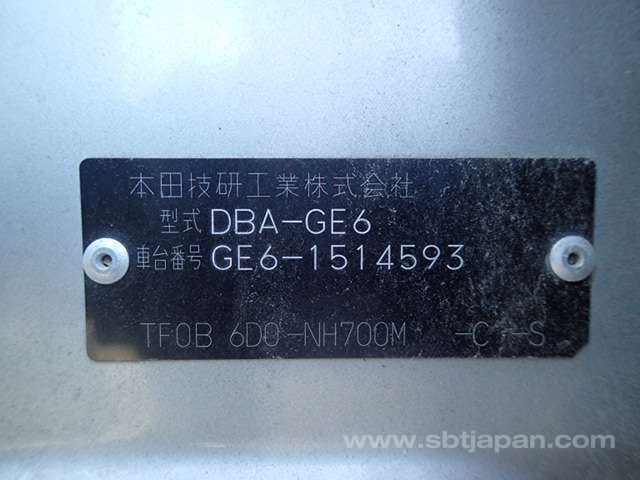 本田技研工業株式会社
型式 DBA-GE6
車台番号 GE6-1514593
TF0B 6D0-NH700M -C -S
www.sbtjapan.com